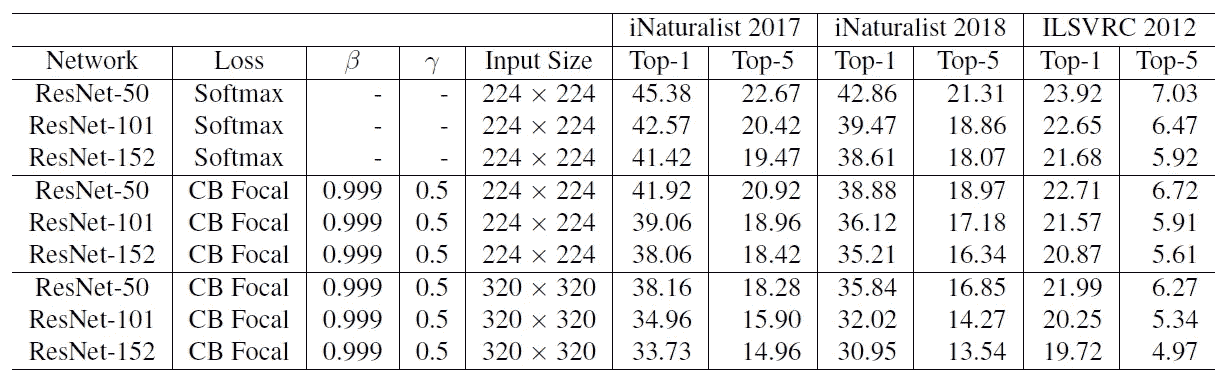 iNaturalist 2017 iNaturalist 2018 ILSVRC 2012
Network Loss β γ Input Size Top-1 Top-5 Top-1 Top-5 Top-1 Top-5
ResNet-50 Softmax - - 224 × 224 45.38 22.67 42.86 21.31 23.92 7.03
ResNet-101 Softmax - - 224 × 224 42.57 20.42 39.47 18.86 22.65 6.47
ResNet-152 Softmax - - 224 × 224 41.42 19.47 38.61 18.07 21.68 5.92
ResNet-50 CB Focal 0.999 0.5 224 × 224 41.92 20.92 38.88 18.97 22.71 6.72
ResNet-101 CB Focal 0.999 0.5 224 × 224 39.06 18.96 36.12 17.18 21.57 5.91
ResNet-152 CB Focal 0.999 0.5 224 × 224 38.06 18.42 35.21 16.34 20.87 5.61
ResNet-50 CB Focal 0.999 0.5 320 × 320 38.16 18.28 35.84 16.85 21.99 6.27
ResNet-101 CB Focal 0.999 0.5 320 × 320 34.96 15.90 32.02 14.27 20.25 5.34
ResNet-152 CB Focal 0.999 0.5 320 × 320 33.73 14.96 30.95 13.54 19.72 4.97